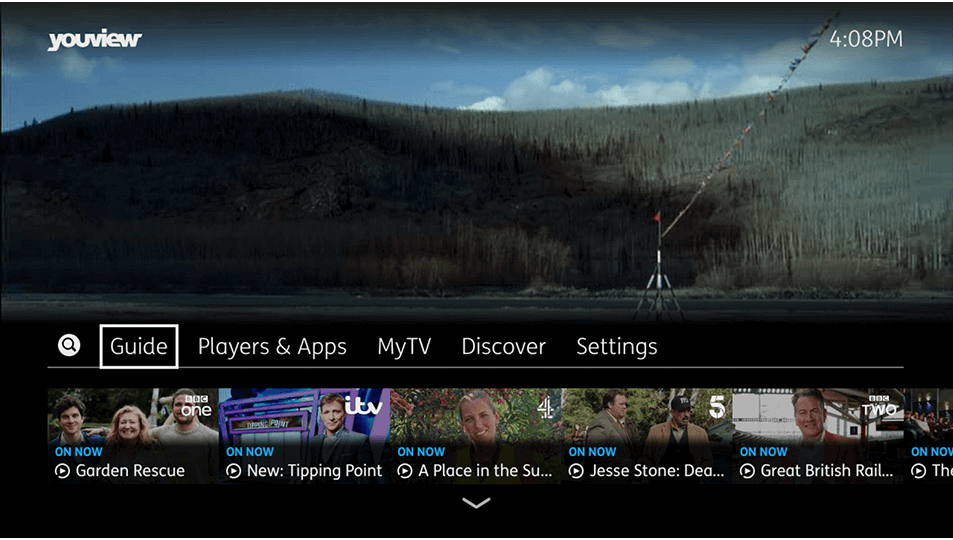 youview
4:08PM
Guide
Players & Apps
MyTV
Discover
Settings
BBC
one
itv
4
5
BBC
TWO
TIPPING POINT
ON NOW
Garden Rescue
ON NOW
New: Tipping Point
ON NOW
A Place in the Su...
ON NOW
Jesse Stone: Dea...
ON NOW
Great British Rail...
ON NOW
The